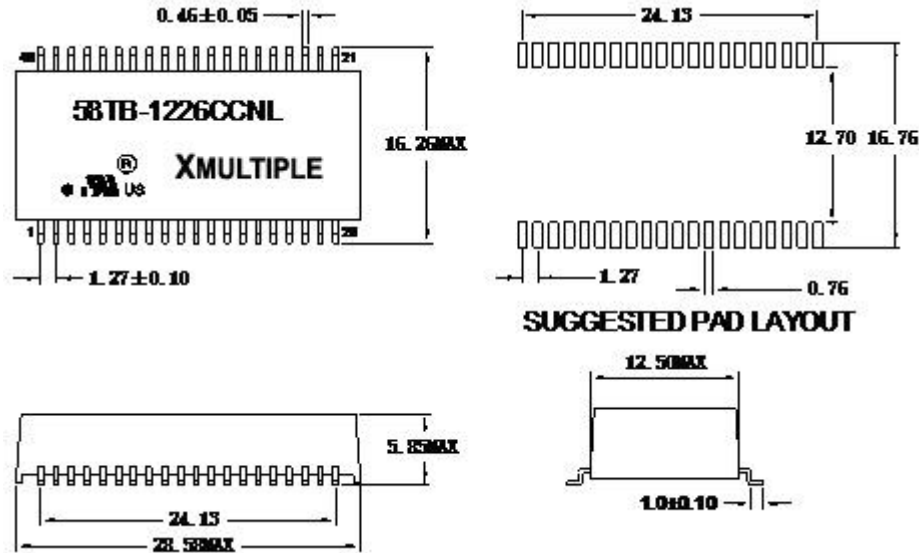 0.46±0.05
24.13
40 21
58TB-1226CCNL
16.26MAX
12.70 16.76
® XMULTIPLE
US
1 20
1.27±0.10
1.27
0.76
SUGGESTED PAD LAYOUT
12.50MAX
5.85MAX
1.0±0.10
24.13
28.58MAX